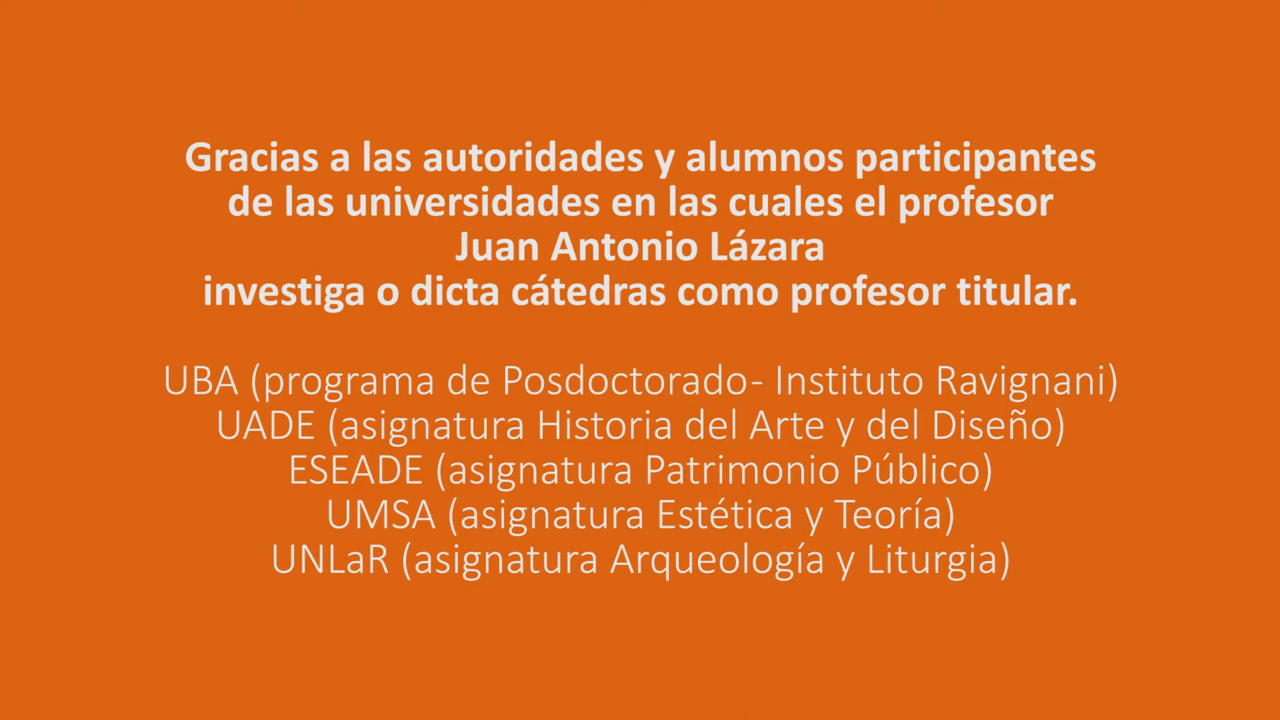 Gracias a las autoridades y alumnos participantes
de las universidades en las cuales el profesor
Juan Antonio Lázara
investiga o dicta cátedras como profesor titular.
UBA (programa de Posdoctorado- Instituto Ravignani)
UADE (asignatura Historia del Arte y del Diseño)
ESEADE (asignatura Patrimonio Público)
UMSA (asignatura Estética y Teoría)
UNLaR (asignatura Arqueología y Liturgia)